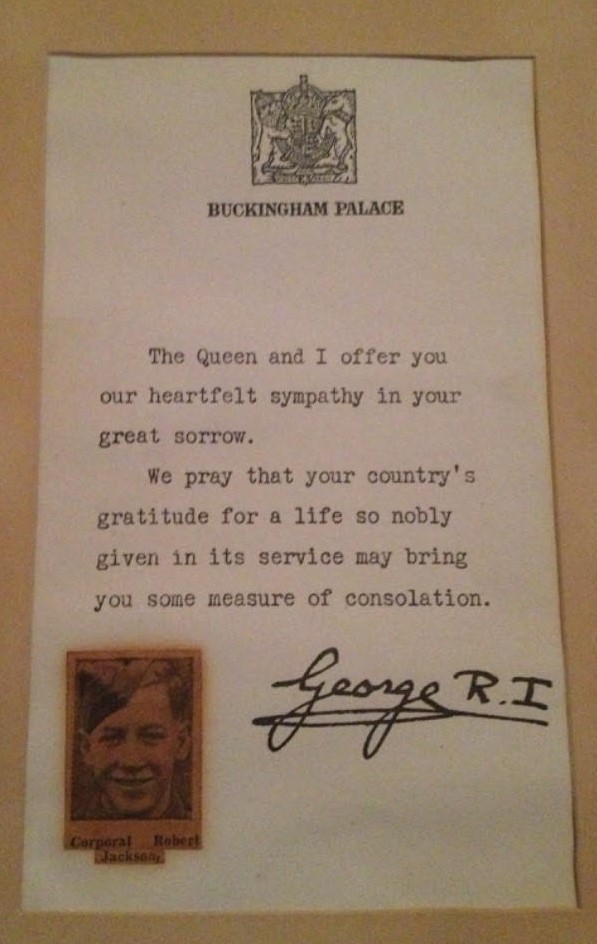 BUCKINGHAM PALACE
The Queen and I offer you
our heartfelt sympathy in your
great sorrow.
We pray that your country's
gratitude for a life so nobly
given in its service may bring
you some measure of consolation.
George R.I
Corporal Robert
Jackson,